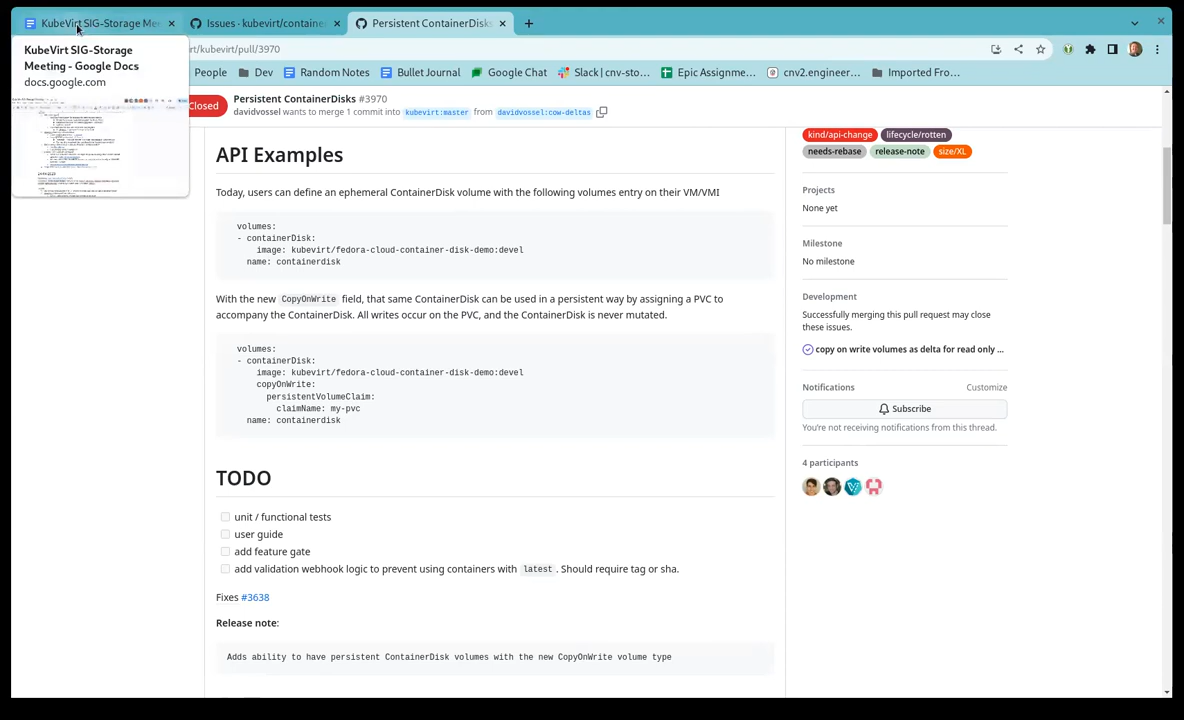 KubeVirt SIG-Storage Me
Issues · kubevirt/containe
Persistent ContainerDisks
KubeVirt SIG-Storage
Meeting - Google Docs
docs.google.com
rt/kubevirt/pull/3970
People
Dev
Random Notes
Bullet Journal
Google Chat
Slack | cnv-sto...
Epic Assignme...
cnv2.engineer...
Imported Fro...
Closed
Persistent ContainerDisks #3970
davidvossel wants to merge 1 commit into kubevirt:master from davidvossel:cow-deltas
API Examples
Today, users can define an ephemeral ContainerDisk volume with the following volumes entry on their VM/VMI
volumes:
- containerDisk:
image: kubevirt/fedora-cloud-container-disk-demo:devel
name: containerdisk
With the new CopyOnWrite field, that same ContainerDisk can be used in a persistent way by assigning a PVC to
accompany the ContainerDisk. All writes occur on the PVC, and the ContainerDisk is never mutated.
volumes:
- containerDisk:
image: kubevirt/fedora-cloud-container-disk-demo:devel
copyOnWrite:
persistentVolumeClaim:
claimName: my-pvc
name: containerdisk
TODO
unit / functional tests
user guide
add feature gate
add validation webhook logic to prevent using containers with latest. Should require tag or sha.
Fixes #3638
Release note:
Adds ability to have persistent ContainerDisk volumes with the new CopyOnWrite volume type
kind/api-change lifecycle/rotten
needs-rebase release-note size/XL
Projects
None yet
Milestone
No milestone
Development
Successfully merging this pull request may close
these issues.
copy on write volumes as delta for read only ...
Notifications
Customize
Subscribe
You're not receiving notifications from this thread.
4 participants